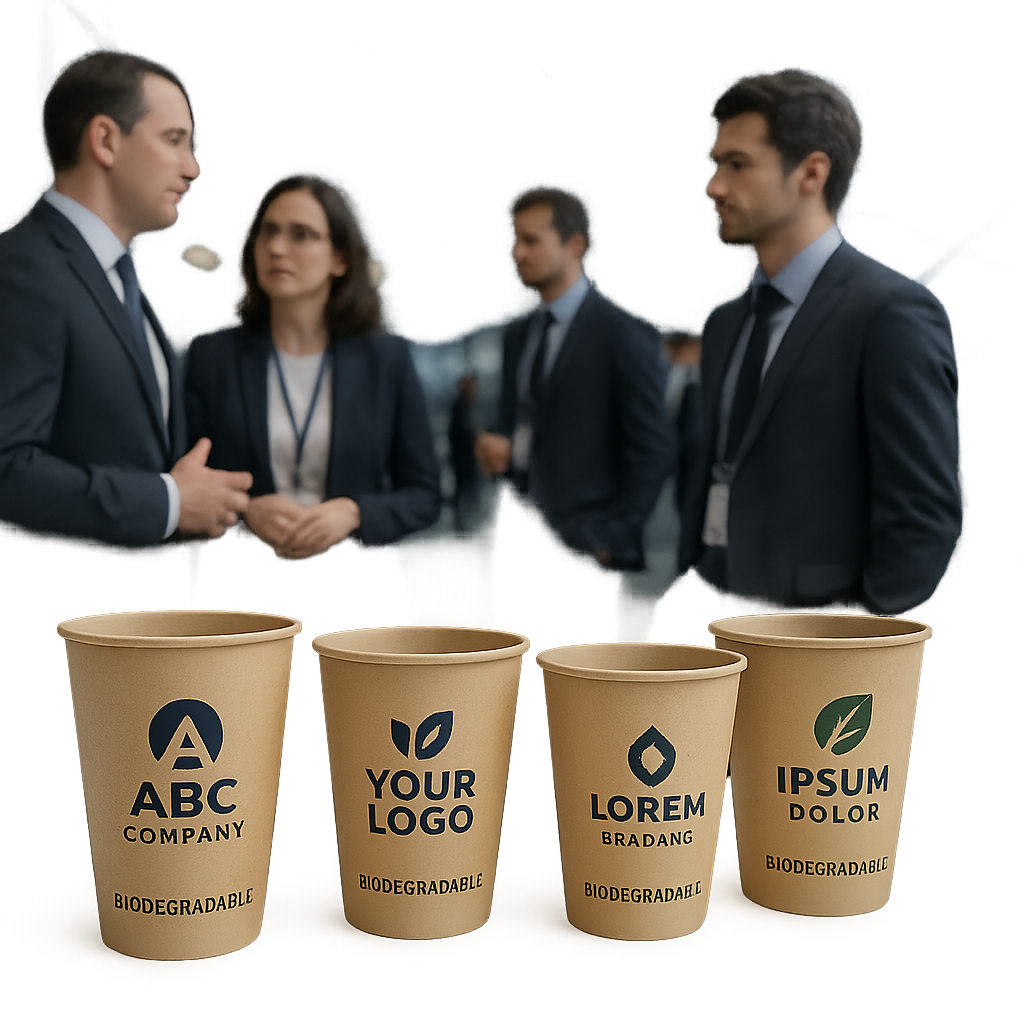 ABC
COMPANY
BIODEGRADABLE
YOUR
LOGO
BIODEGRADABLE
LOREM
BRADANG
BIODEGRADABLE
IPSUM
DOLOR
BIODEGRADABLE